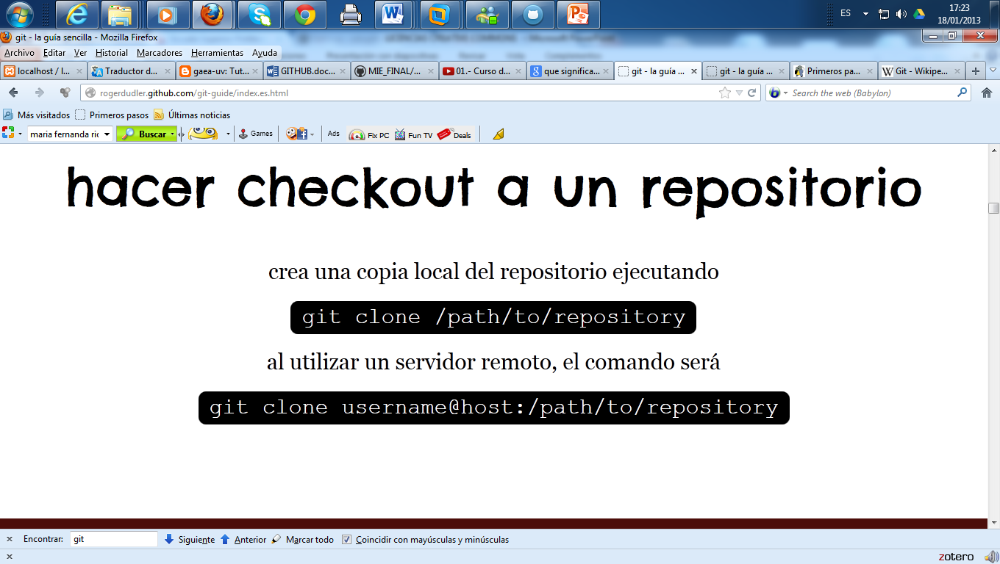 ES
17:23
18/01/2013
git - la guía sencilla - Mozilla Firefox
Archivo Editar Ver Historial Marcadores Herramientas Ayuda
localhost / l... Traductor d... gaea-uv: Tut... GITHUB.doc... MIE_FINAL/... 01.- Curso d... que significa... git - la guía ... git - la guía ... Primeros pa... Git - Wikipe...
rogerdudler.github.com/git-guide/index.es.html Search the web (Babylon)
Más visitados Primeros pasos Últimas noticias
maria fernanda ric Buscar Games Ads Fix PC Fun TV Deals
hacer checkout a un repositorio
crea una copia local del repositorio ejecutando
git clone /path/to/repository
al utilizar un servidor remoto, el comando será
git clone username@host:/path/to/repository
Encontrar: git Siguiente Anterior Marcar todo Coincidir con mayúsculas y minúsculas
zotero